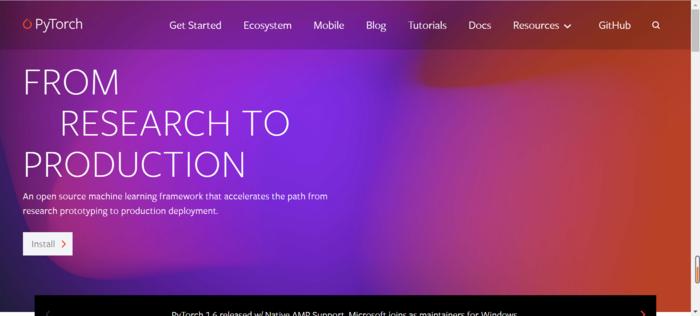 PyTorch Get Started Ecosystem Mobile Blog Tutorials Docs Resources GitHub
FROM
RESEARCH TO
PRODUCTION
An open source machine learning framework that accelerates the path from
research prototyping to production deployment.
Install
PyTorch 1.6 released w/ Native AMP Support, Microsoft joins as maintainers for Windows